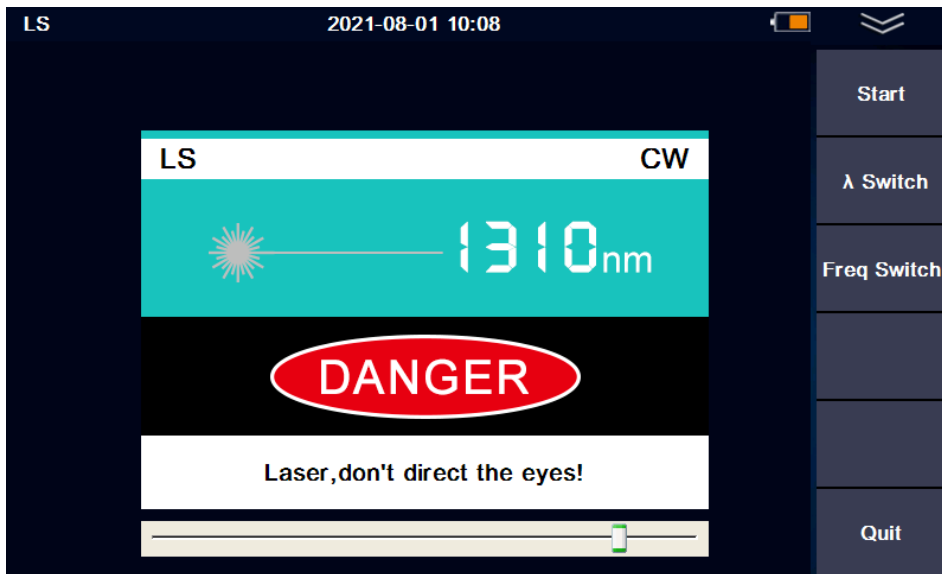 LS 2021-08-01 10:08
Start
LS CW
λ Switch
1310nm
Freq Switch
DANGER
Laser,don't direct the eyes!
Quit